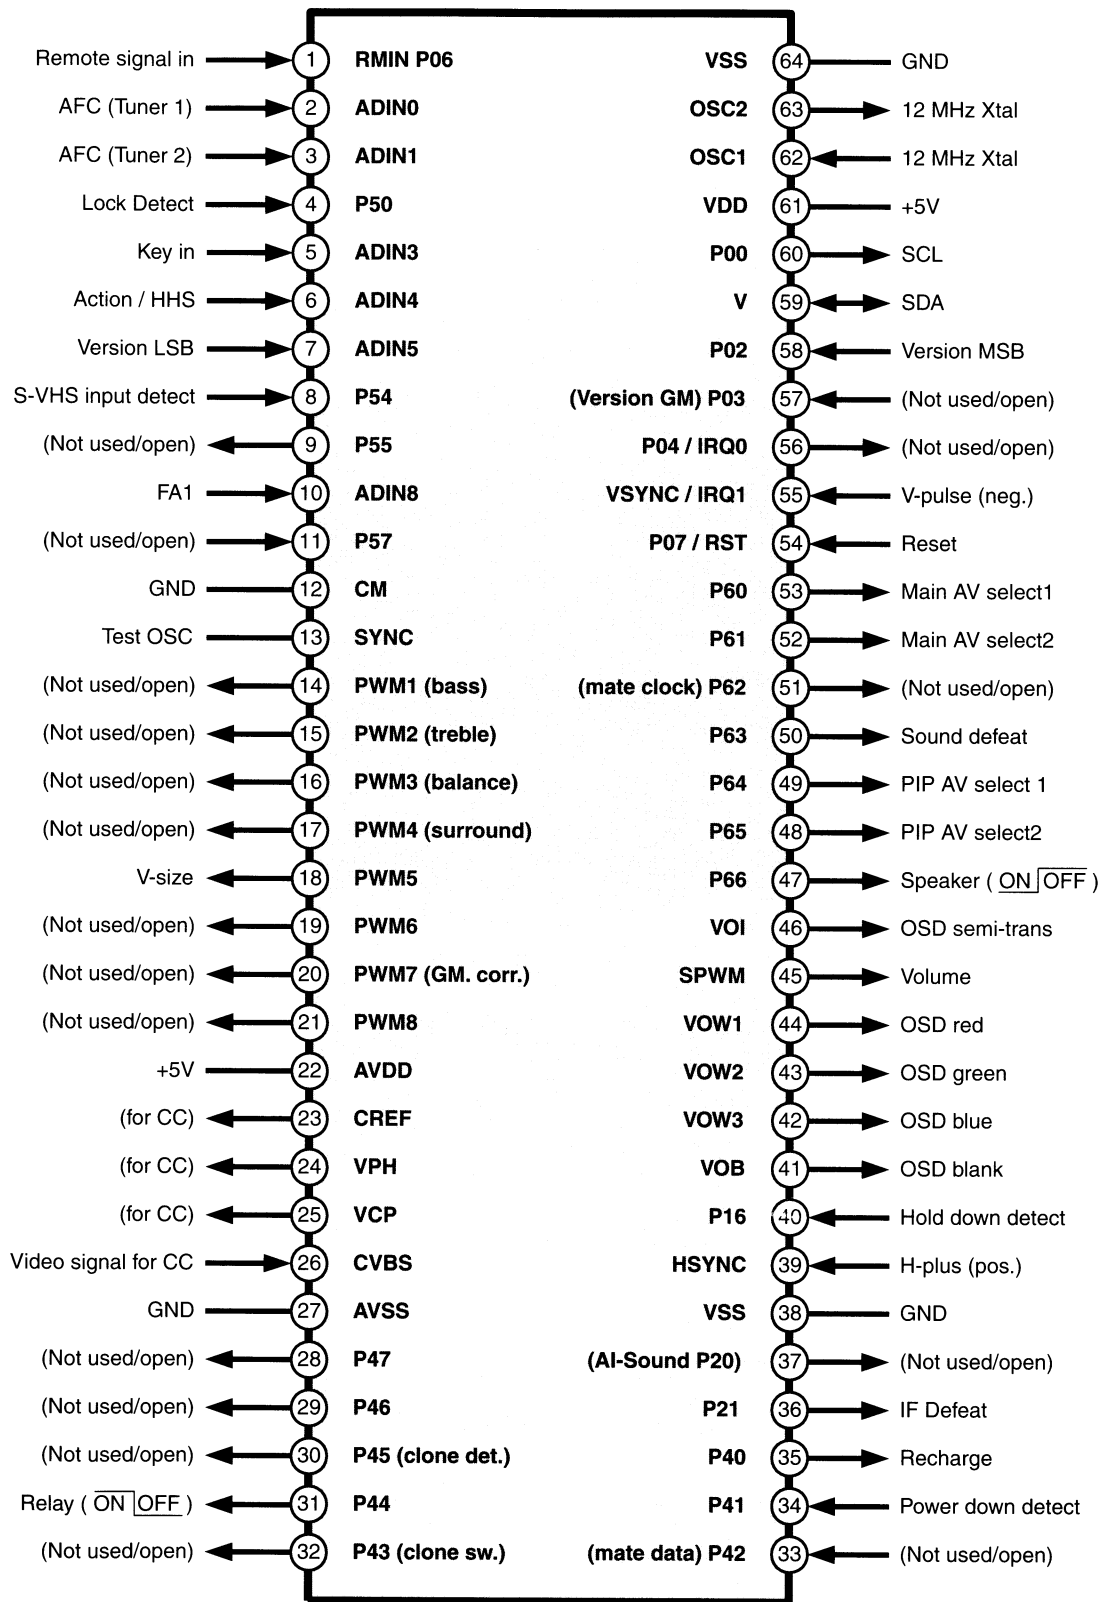 Remote signal in 1 RMIN P06 VSS 64 GND
AFC (Tuner 1) 2 ADIN0 OSC2 63 12 MHz Xtal
AFC (Tuner 2) 3 ADIN1 OSC1 62 12 MHz Xtal
Lock Detect 4 P50 VDD 61 +5V
Key in 5 ADIN3 P00 60 SCL
Action / HHS 6 ADIN4 V 59 SDA
Version LSB 7 ADIN5 P02 58 Version MSB
S-VHS input detect 8 P54 (Version GM) P03 57 (Not used/open)
(Not used/open) 9 P55 P04 / IRQ0 56 (Not used/open)
FA1 10 ADIN8 VSYNC / IRQ1 55 V-pulse (neg.)
(Not used/open) 11 P57 P07 / RST 54 Reset
GND 12 CM P60 53 Main AV select1
Test OSC 13 SYNC P61 52 Main AV select2
(Not used/open) 14 PWM1 (bass) (mate clock) P62 51 (Not used/open)
(Not used/open) 15 PWM2 (treble) P63 50 Sound defeat
(Not used/open) 16 PWM3 (balance) P64 49 PIP AV select 1
(Not used/open) 17 PWM4 (surround) P65 48 PIP AV select2
V-size 18 PWM5 P66 47 Speaker ( ON OFF )
(Not used/open) 19 PWM6 VOI 46 OSD semi-trans
(Not used/open) 20 PWM7 (GM. corr.) SPWM 45 Volume
(Not used/open) 21 PWM8 VOW1 44 OSD red
+5V 22 AVDD VOW2 43 OSD green
(for CC) 23 CREF VOW3 42 OSD blue
(for CC) 24 VPH VOB 41 OSD blank
(for CC) 25 VCP P16 40 Hold down detect
Video signal for CC 26 CVBS HSYNC 39 H-plus (pos.)
GND 27 AVSS VSS 38 GND
(Not used/open) 28 P47 (AI-Sound P20) 37 (Not used/open)
(Not used/open) 29 P46 P21 36 IF Defeat
(Not used/open) 30 P45 (clone det.) P40 35 Recharge
Relay ( ON OFF ) 31 P44 P41 34 Power down detect
(Not used/open) 32 P43 (clone sw.) (mate data) P42 33 (Not used/open)